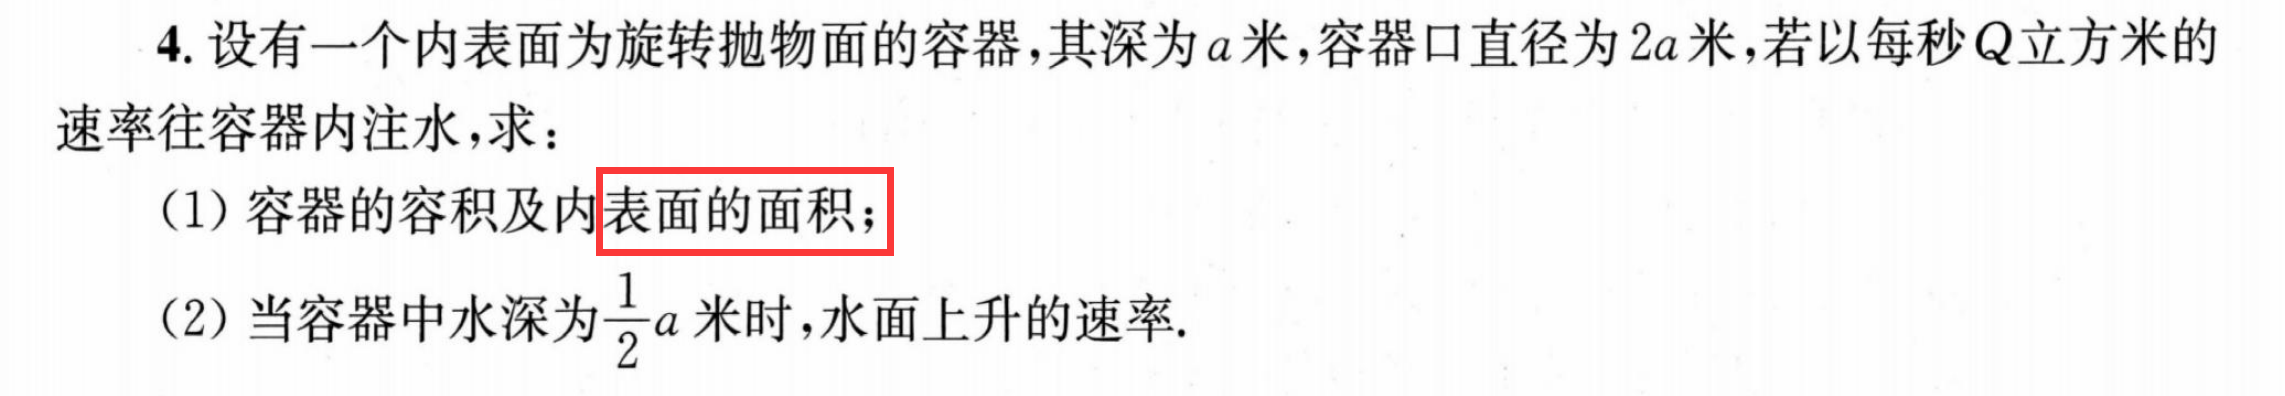 4. 设有一个内表面为旋转抛物面的容器,其深为a米,容器口直径为2a米,若以每秒Q立方米的
速率往容器内注水,求:
(1) 容器的容积及内表面的面积;
(2) 当容器中水深为\frac{1}{2}a 米时,水面上升的速率.